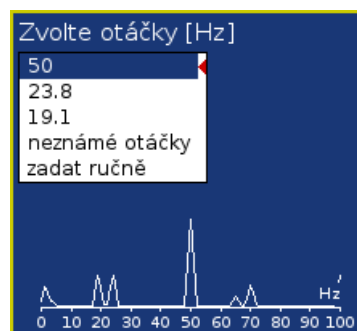 Zvolte otáčky [Hz]
50
23.8
19.1
neznámé otáčky
zadat ručně
Hz
0 10 20 30 40 50 60 70 80 90 100